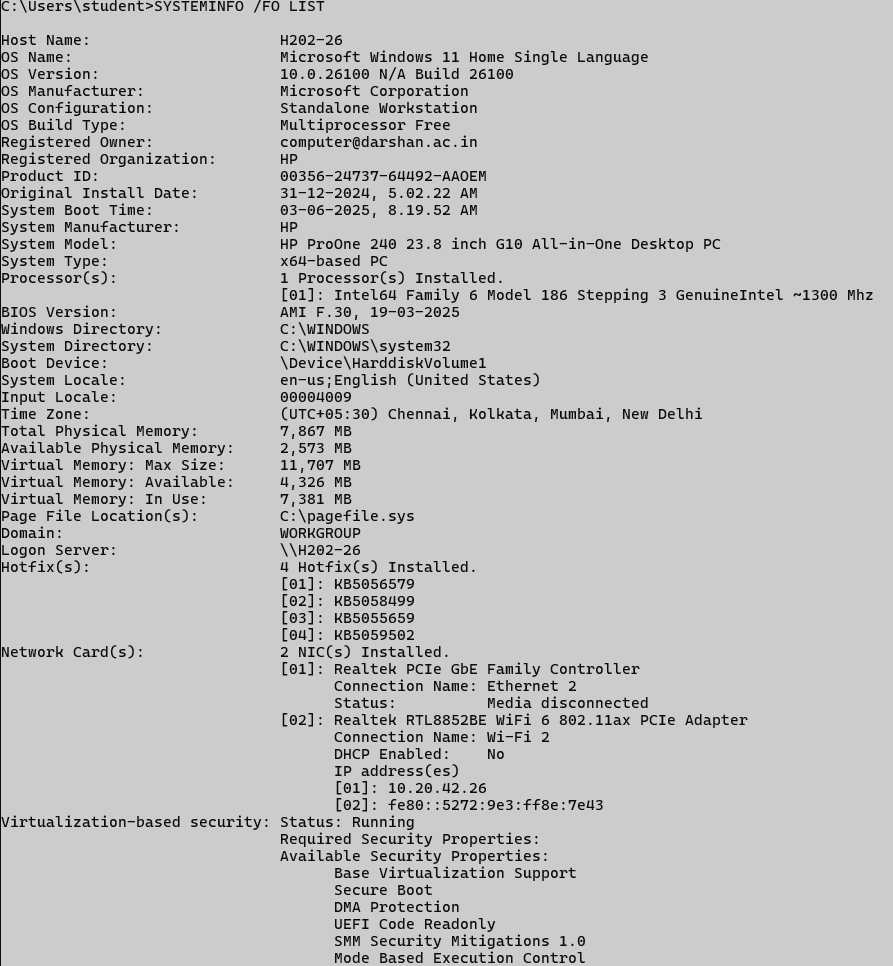 C:\Users\student>SYSTEMINFO /FO LIST
Host Name: H202-26
OS Name: Microsoft Windows 11 Home Single Language
OS Version: 10.0.26100 N/A Build 26100
OS Manufacturer: Microsoft Corporation
OS Configuration: Standalone Workstation
OS Build Type: Multiprocessor Free
Registered Owner: computer@darshan.ac.in
Registered Organization: HP
Product ID: 00356-24737-64492-AAOEM
Original Install Date: 31-12-2024, 5.02.22 AM
System Boot Time: 03-06-2025, 8.19.52 AM
System Manufacturer: HP
System Model: HP ProOne 240 23.8 inch G10 All-in-One Desktop PC
System Type: x64-based PC
Processor(s): 1 Processor(s) Installed.
[01]: Intel64 Family 6 Model 186 Stepping 3 GenuineIntel ~1300 Mhz
BIOS Version: AMI F.30, 19-03-2025
Windows Directory: C:\WINDOWS
System Directory: C:\WINDOWS\system32
Boot Device: \Device\HarddiskVolume1
System Locale: en-us;English (United States)
Input Locale: 00004009
Time Zone: (UTC+05:30) Chennai, Kolkata, Mumbai, New Delhi
Total Physical Memory: 7,867 MB
Available Physical Memory: 2,573 MB
Virtual Memory: Max Size: 11,707 MB
Virtual Memory: Available: 4,326 MB
Virtual Memory: In Use: 7,381 MB
Page File Location(s): C:\pagefile.sys
Domain: WORKGROUP
Logon Server: \\H202-26
Hotfix(s): 4 Hotfix(s) Installed.
[01]: KB5056579
[02]: KB5058499
[03]: KB5055659
[04]: KB5059502
Network Card(s): 2 NIC(s) Installed.
[01]: Realtek PCIe GbE Family Controller
Connection Name: Ethernet 2
Status: Media disconnected
[02]: Realtek RTL8852BE WiFi 6 802.11ax PCIe Adapter
Connection Name: Wi-Fi 2
DHCP Enabled: No
IP address(es)
[01]: 10.20.42.26
[02]: fe80::5272:9e3:ff8e:7e43
Virtualization-based security: Status: Running
Required Security Properties:
Available Security Properties:
Base Virtualization Support
Secure Boot
DMA Protection
UEFI Code Readonly
SMM Security Mitigations 1.0
Mode Based Execution Control